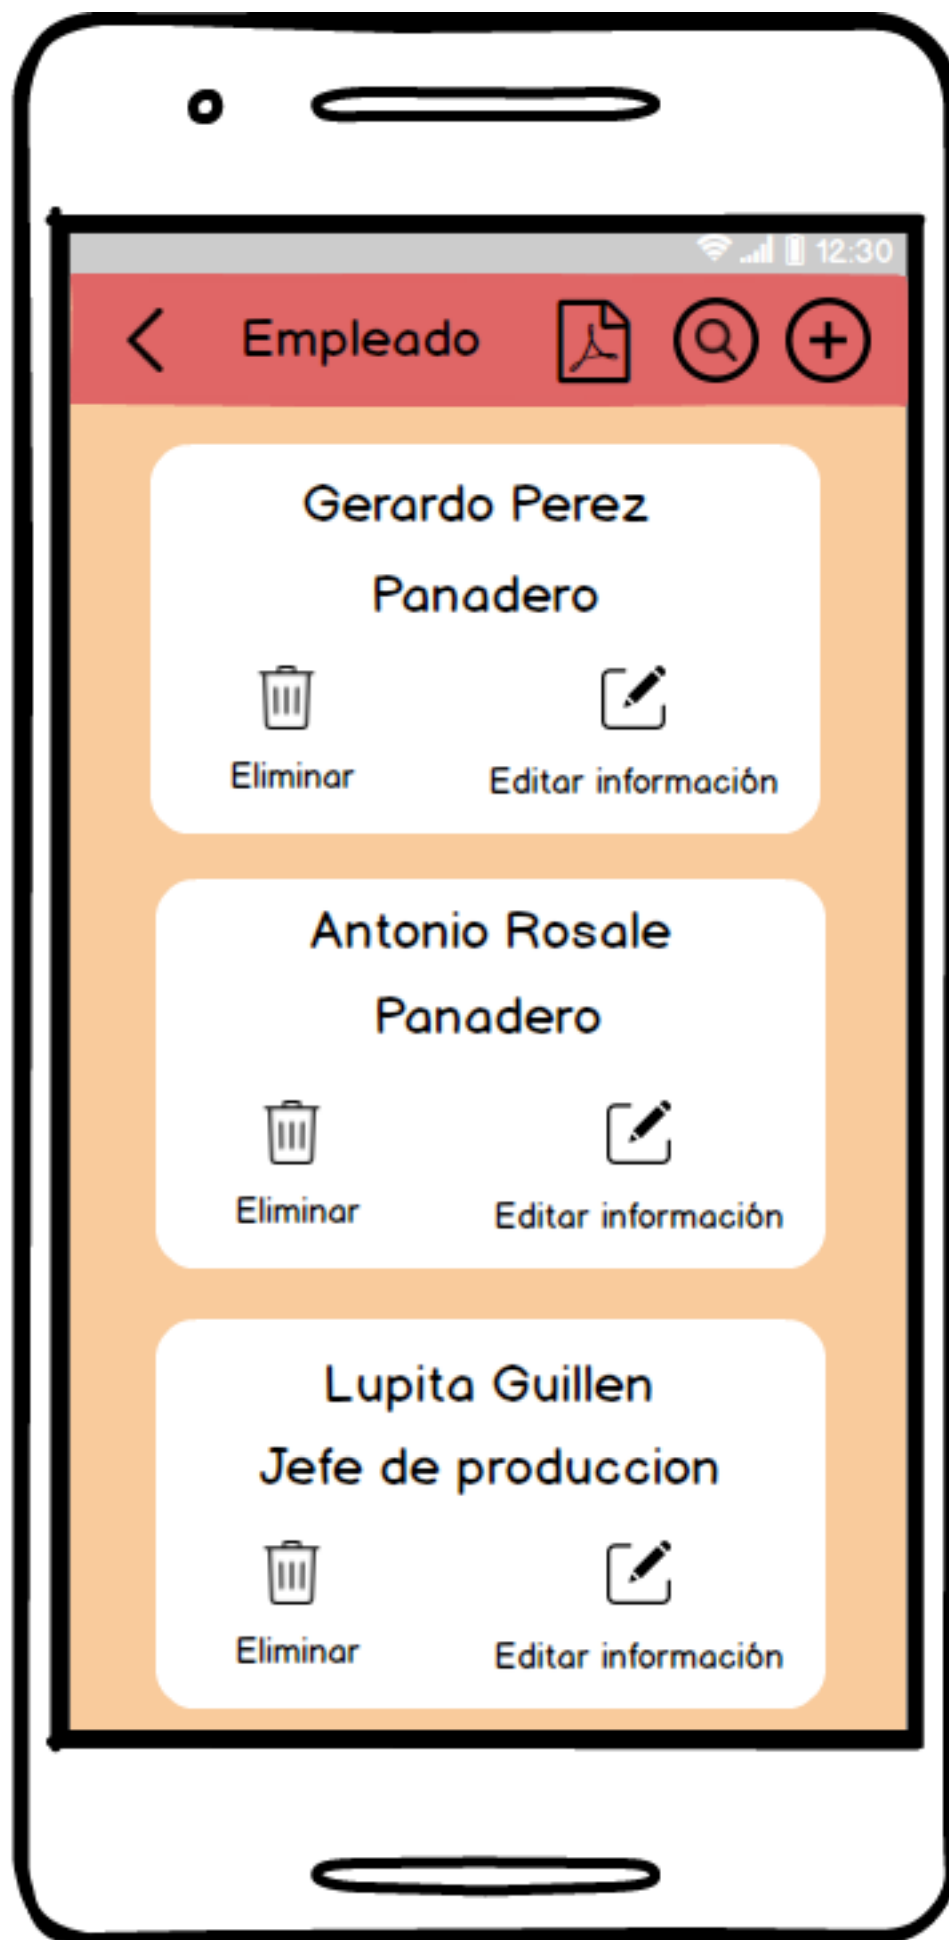 12:30
Empleado
Gerardo Perez
Panadero
Eliminar Editar información
Antonio Rosale
Panadero
Eliminar Editar información
Lupita Guillen
Jefe de produccion
Eliminar Editar información